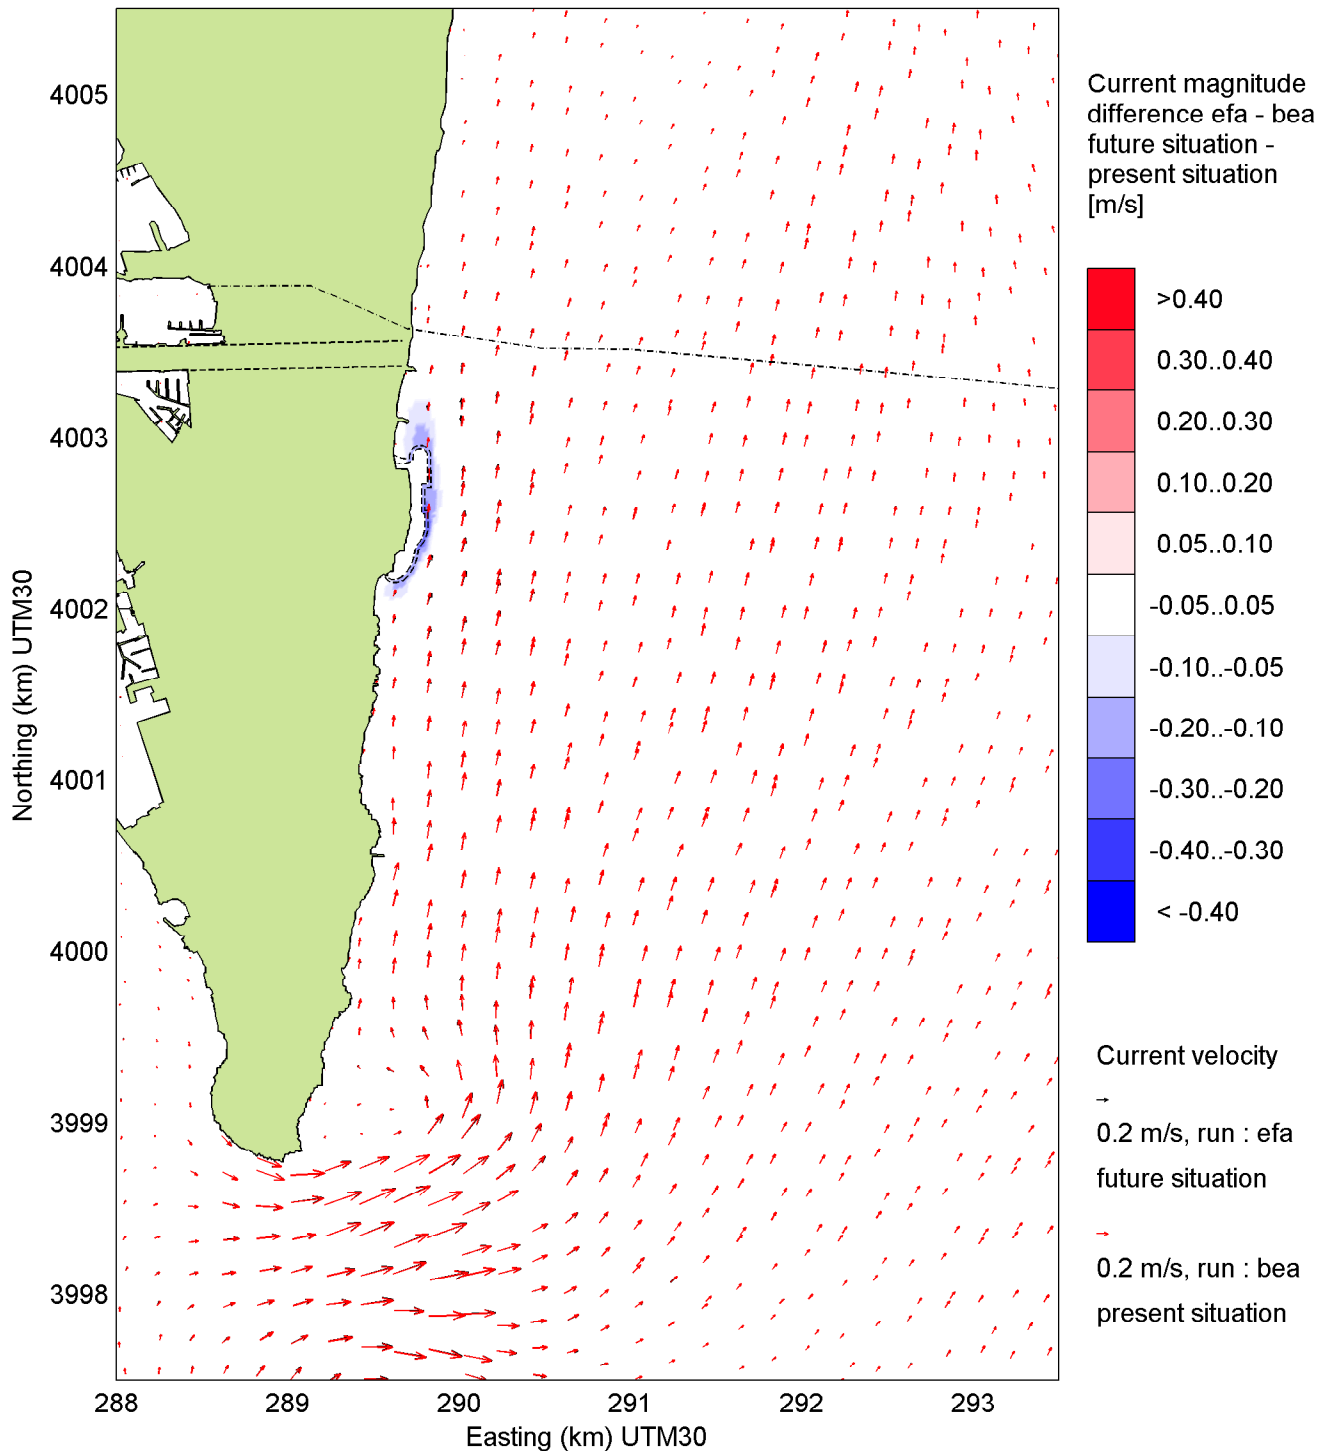 4005
4004
4003
4002
4001
4000
3999
3998
Northing (km) UTM30
288
289
290
291
292
293
Easting (km) UTM30
Current magnitude
difference efa - bea
future situation -
present situation
[m/s]
>0.40
0.30..0.40
0.20..0.30
0.10..0.20
0.05..0.10
-0.05..0.05
-0.10..-0.05
-0.20..-0.10
-0.30..-0.20
-0.40..-0.30
< -0.40
Current velocity
0.2 m/s, run : efa
future situation
0.2 m/s, run : bea
present situation